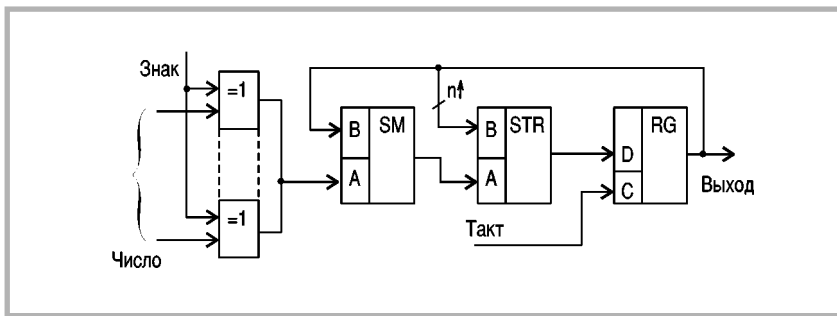 Знак
=1
n
B SM
B STR
RG
D
A
A
C
Выход
=1
Такт
Число